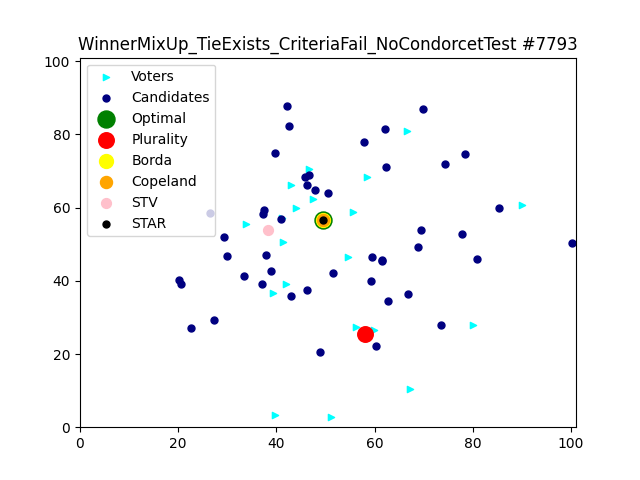 WinnerMixUp_TieExists_CriteriaFail_NoCondorcetTest #7793
100
80
60
40
20
0
0
20
40
60
80
100
Voters
Candidates
Optimal
Plurality
Borda
Copeland
STV
STAR